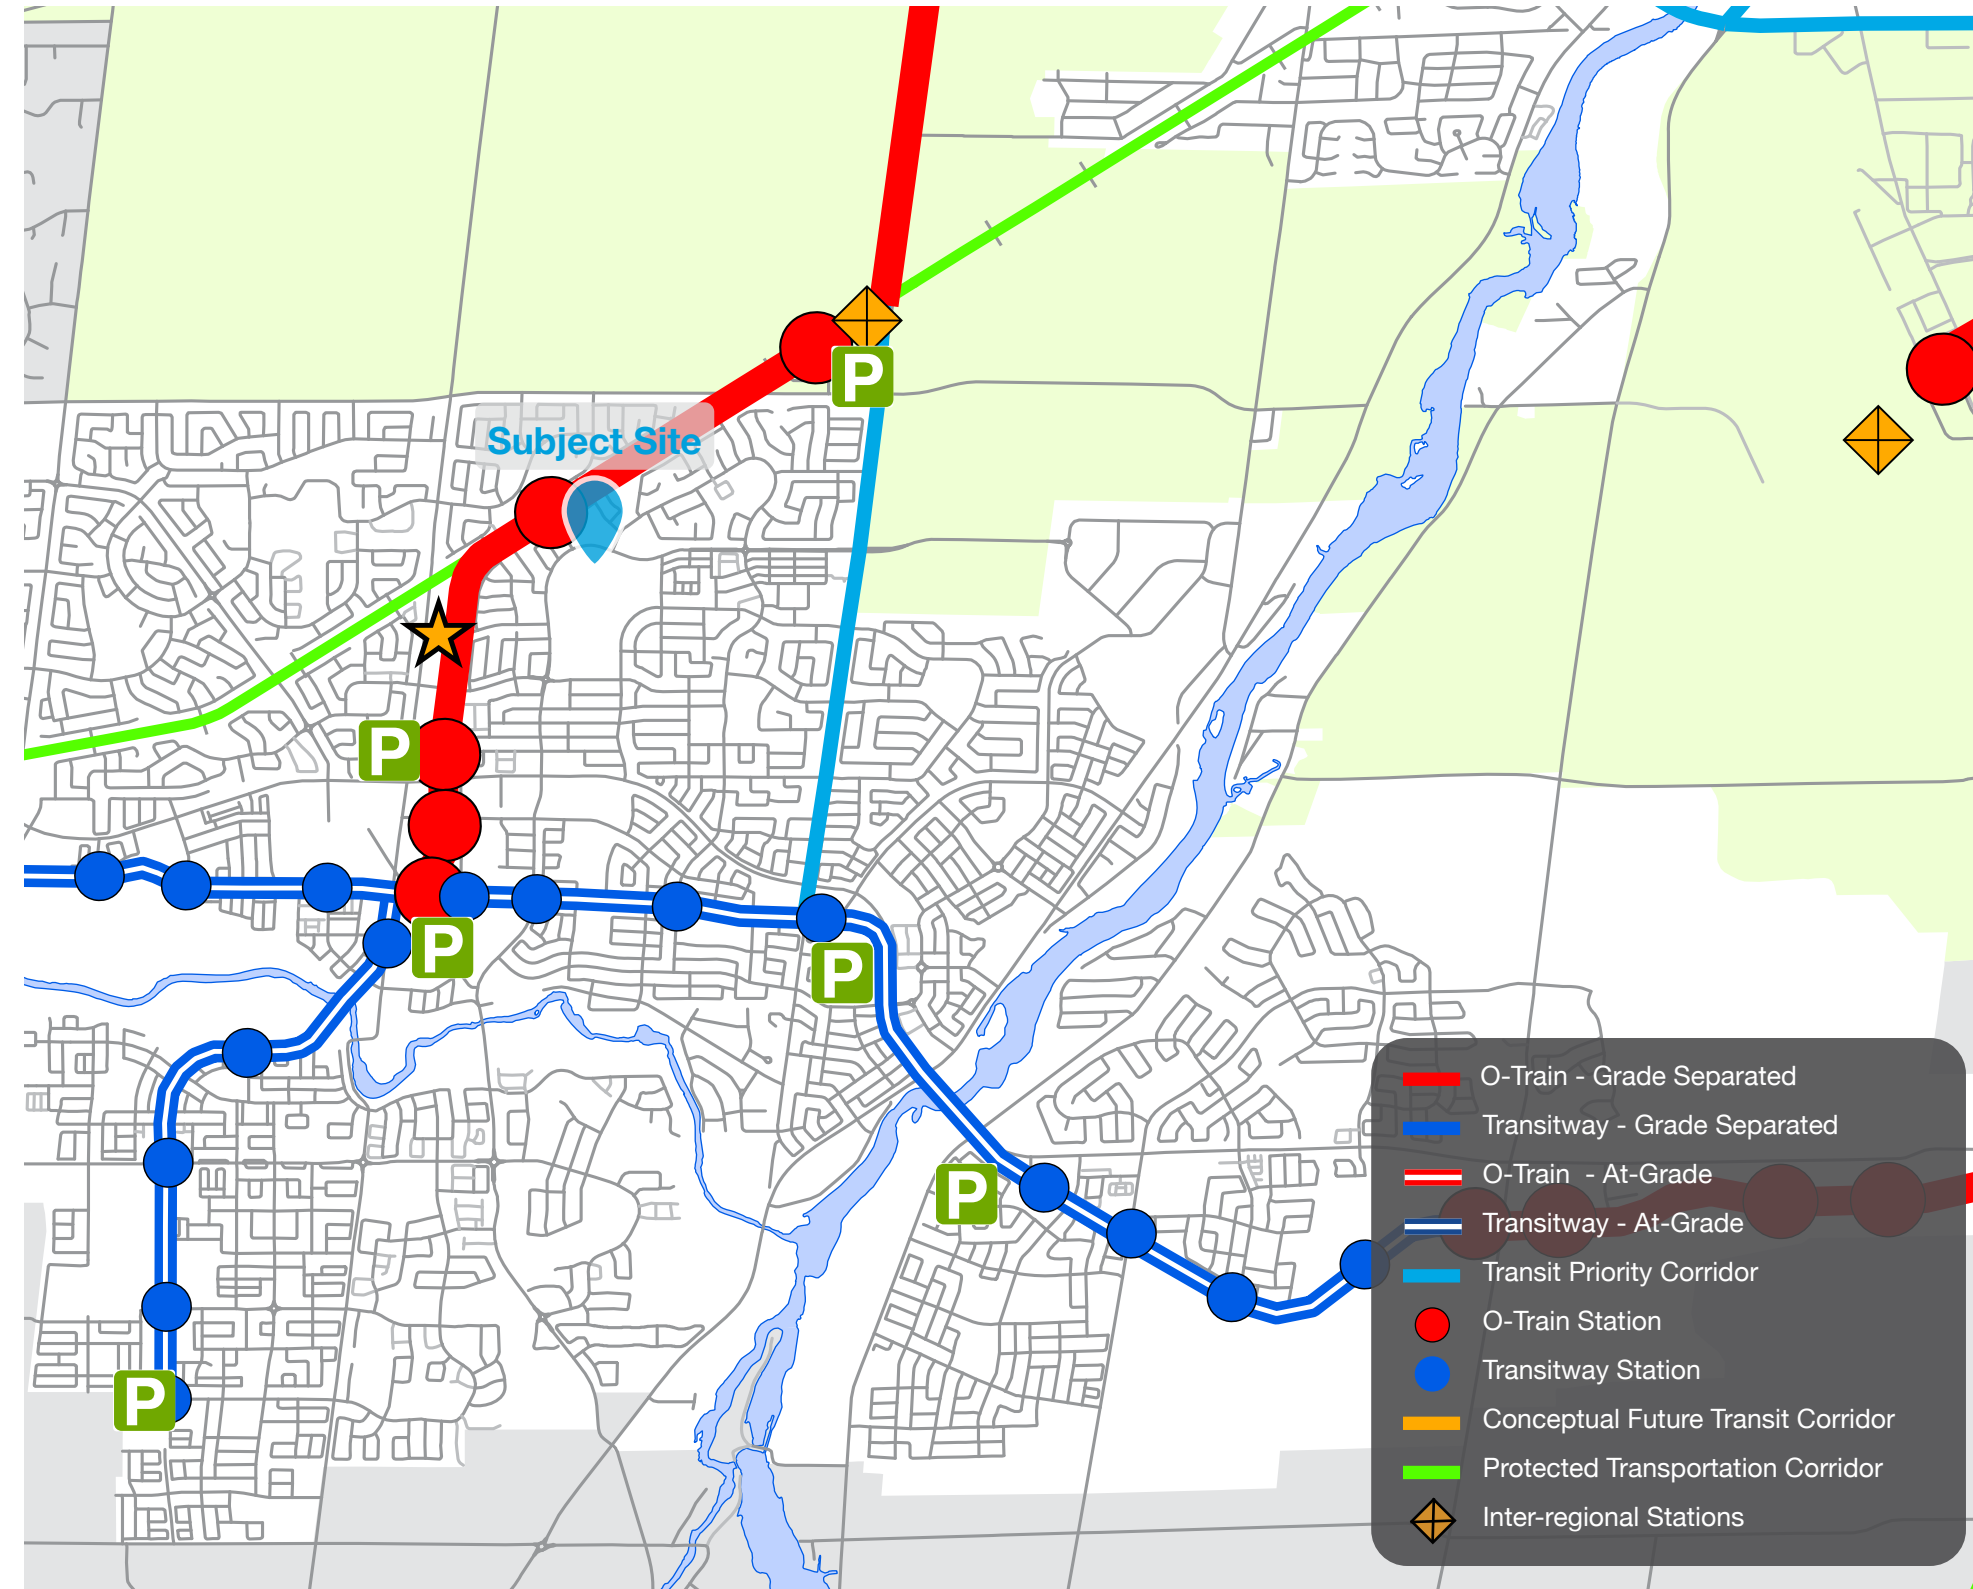 Subject Site
P
P
P
P
P
P
O-Train - Grade Separated
Transitway - Grade Separated
O-Train - At-Grade
Transitway - At-Grade
Transit Priority Corridor
O-Train Station
Transitway Station
Conceptual Future Transit Corridor
Protected Transportation Corridor
Inter-regional Stations